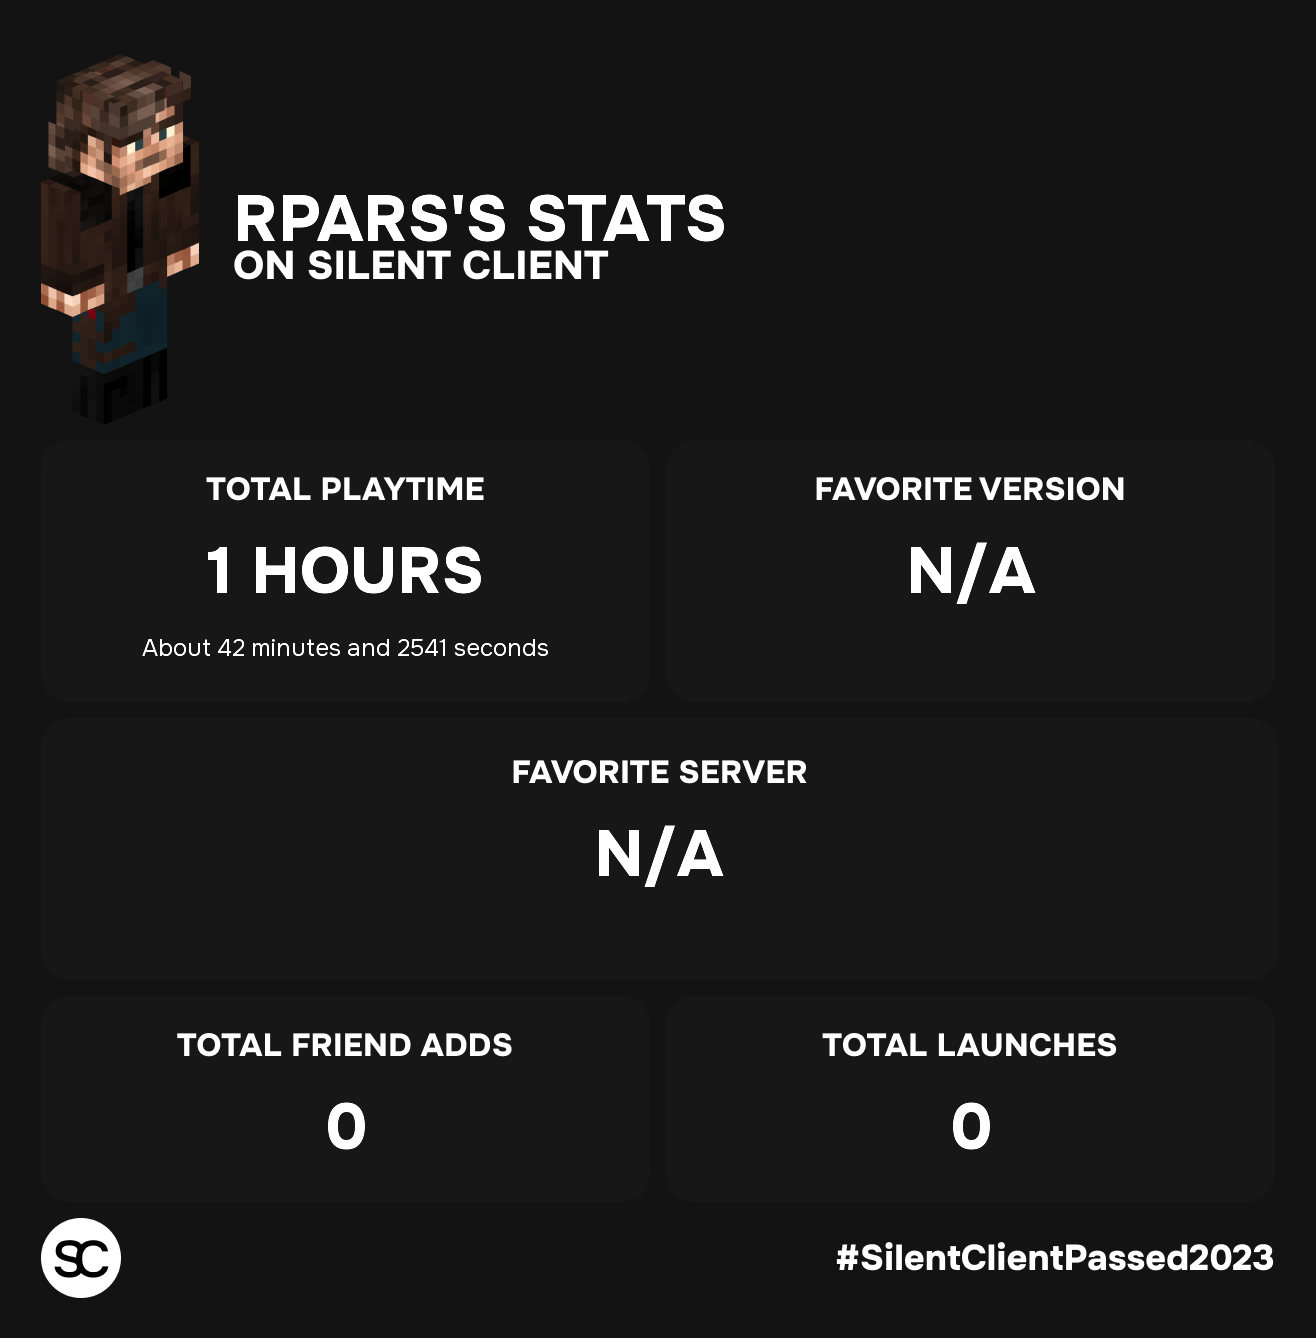 RPARS'S STATS
ON SILENT CLIENT
TOTAL PLAYTIME
1 HOURS
About 42 minutes and 2541 seconds
FAVORITE VERSION
N/A
FAVORITE SERVER
N/A
TOTAL FRIEND ADDS
0
TOTAL LAUNCHES
0
SC
#SilentClientPassed2023